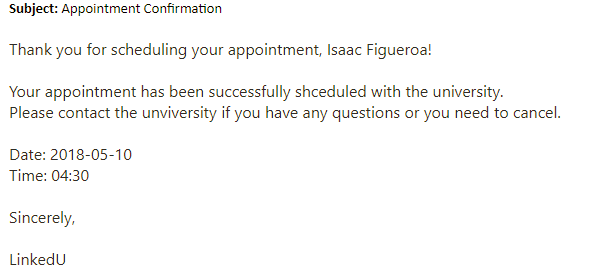 Subject: Appointment Confirmation
Thank you for scheduling your appointment, Isaac Figueroa!
Your appointment has been successfully shceduled with the university.
Please contact the unviversity if you have any questions or you need to cancel.
Date: 2018-05-10
Time: 04:30
Sincerely,
LinkedU